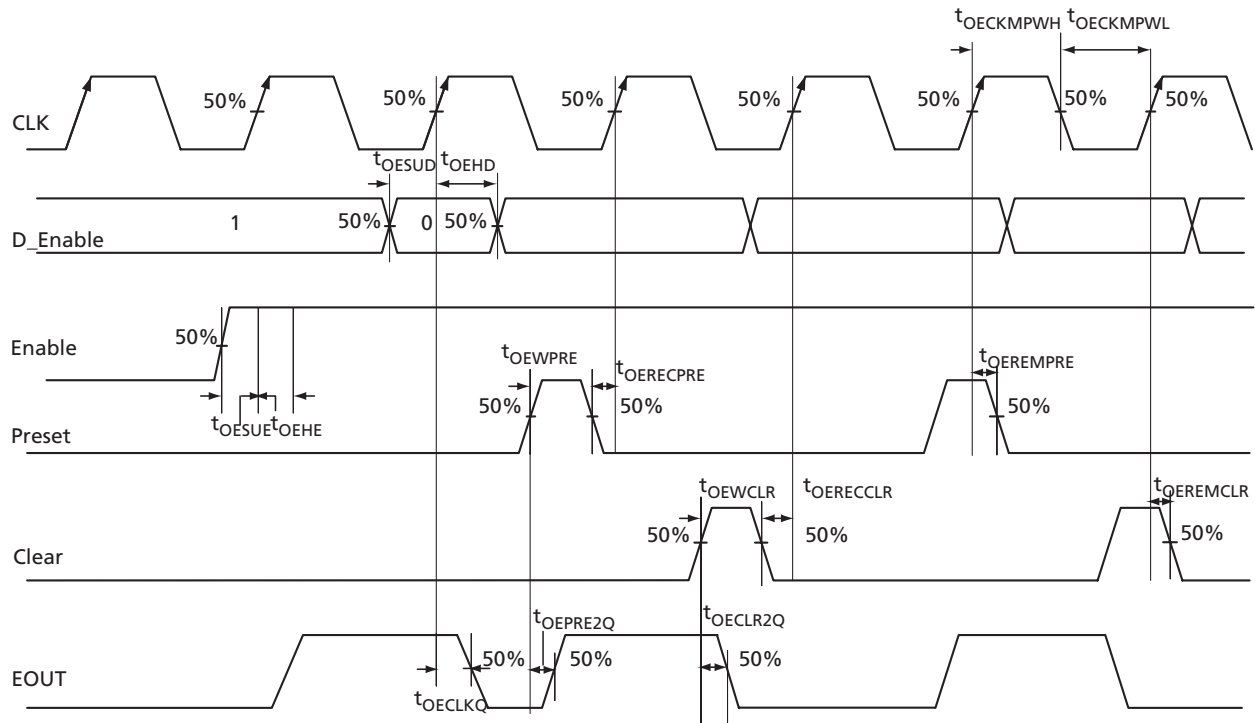 tOECKMPWH tOECKMPWL
CLK 50% 50% 50% 50% 50% 50% 50%
tOESUD tOEHD
D_Enable 1 50% 0 50%
Enable 50%
tOESUE tOEHE
tOEWPRE tOERECPRE tOEREMPRE
Preset 50% 50% 50%
tOEWCLR tOERECCLR tOEREMCLR
Clear 50% 50% 50%
tOEPRE2Q tOECLR2Q
EOUT 50% 50% 50%
tOECLKQ